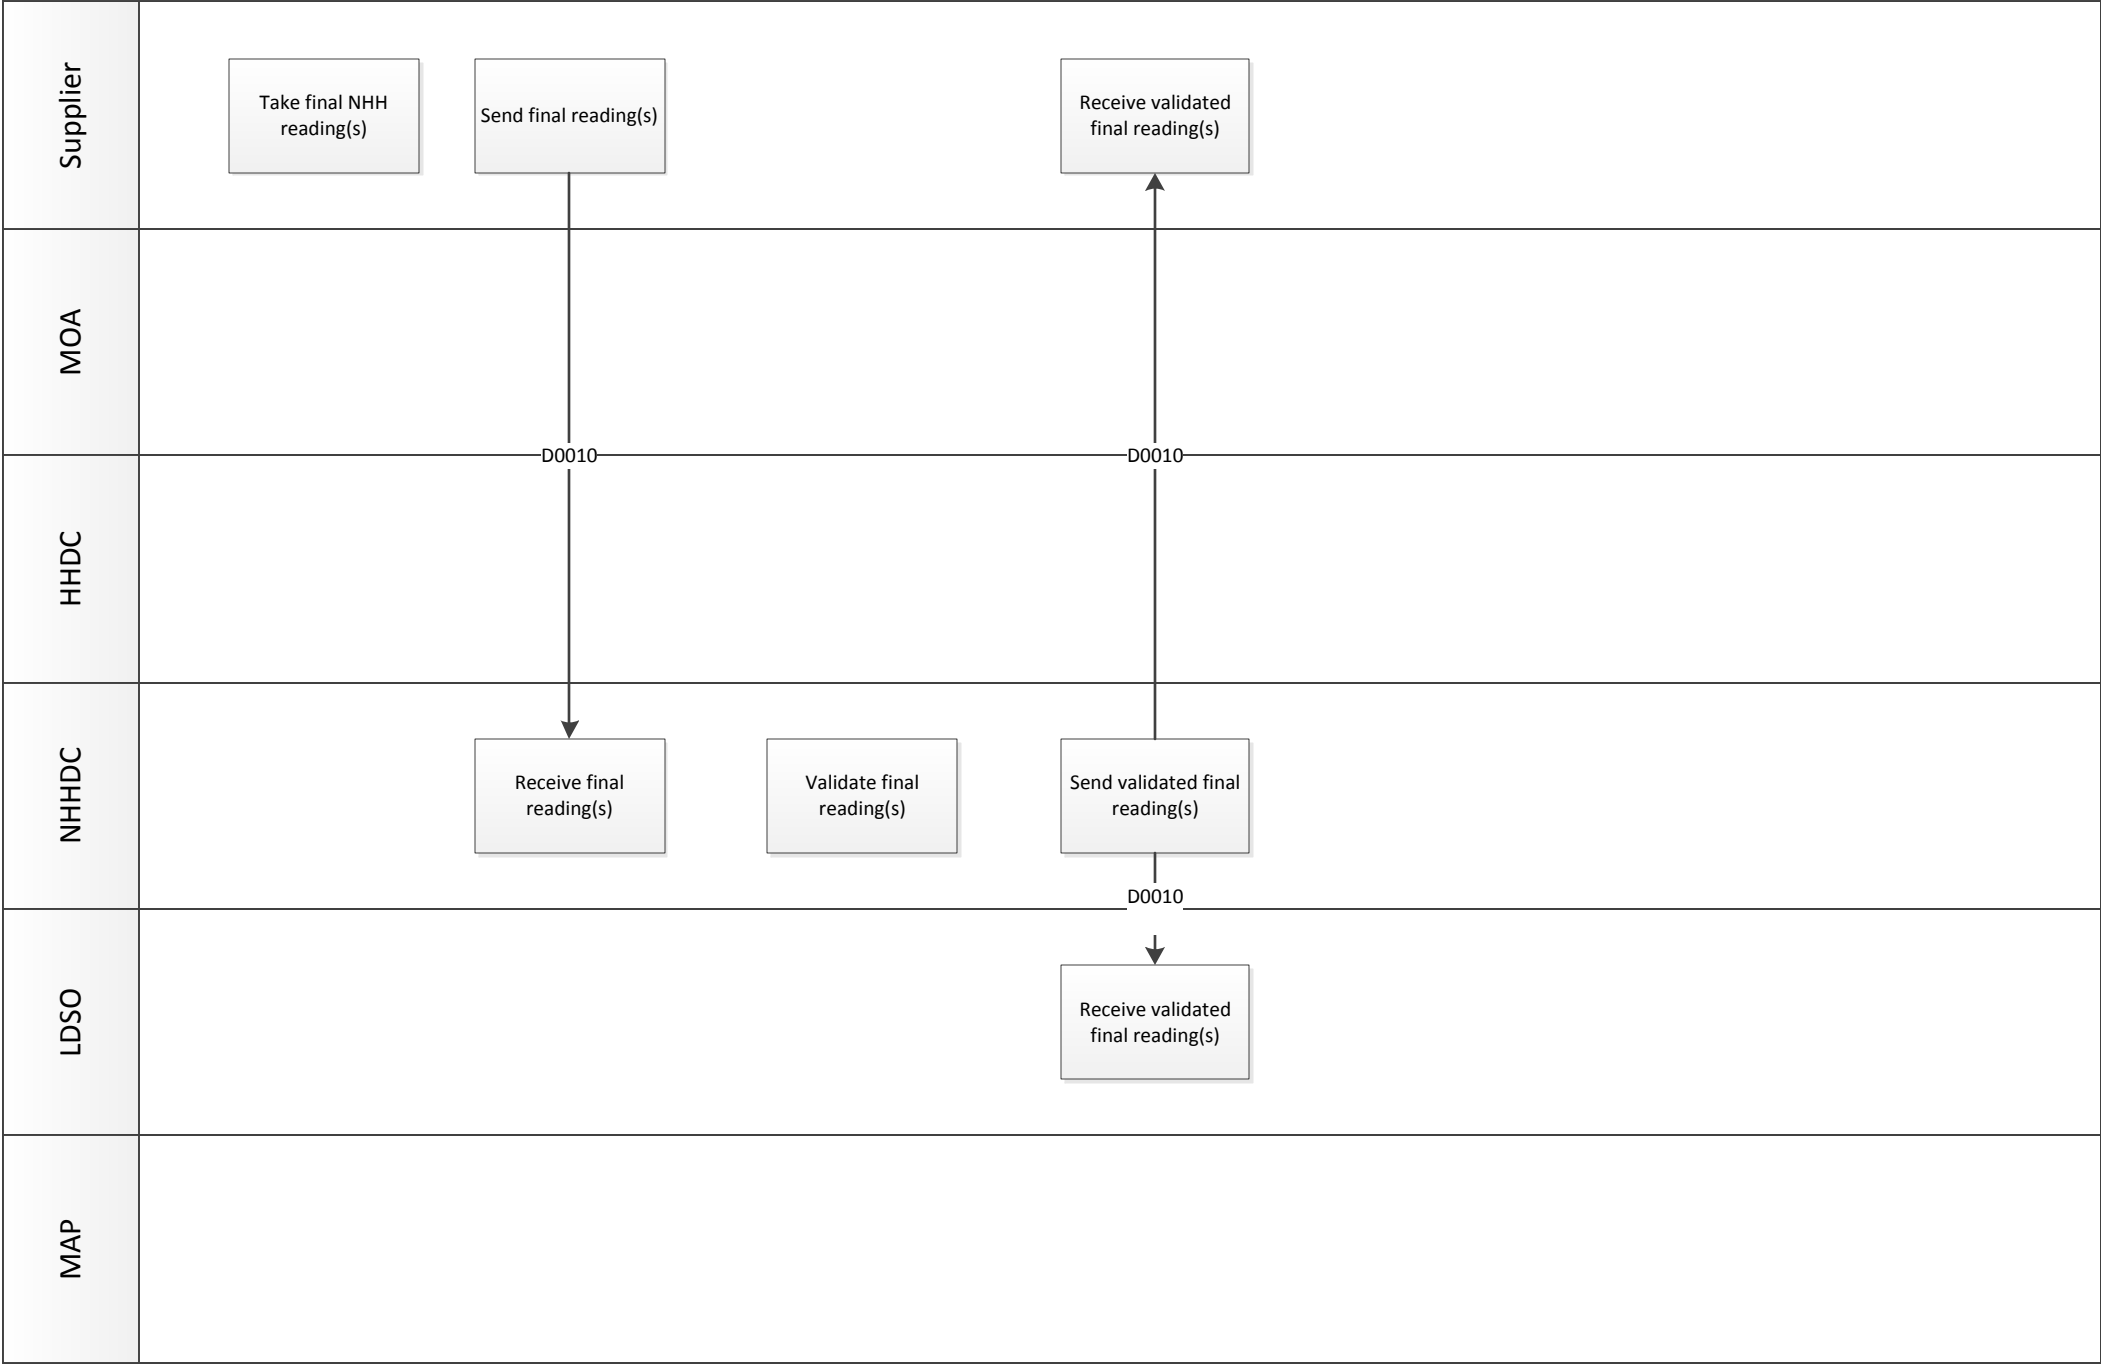 Supplier
Take final NHH
reading(s)
Send final reading(s)
Receive validated
final reading(s)
MOA
D0010
D0010
HHDC
NHHDC
Receive final
reading(s)
Validate final
reading(s)
Send validated final
reading(s)
D0010
LDSO
Receive validated
final reading(s)
MAP